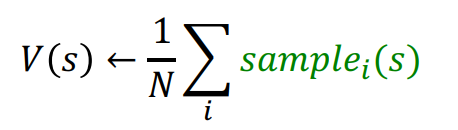 V(s) ← 1/N ∑_i sample_i(s)